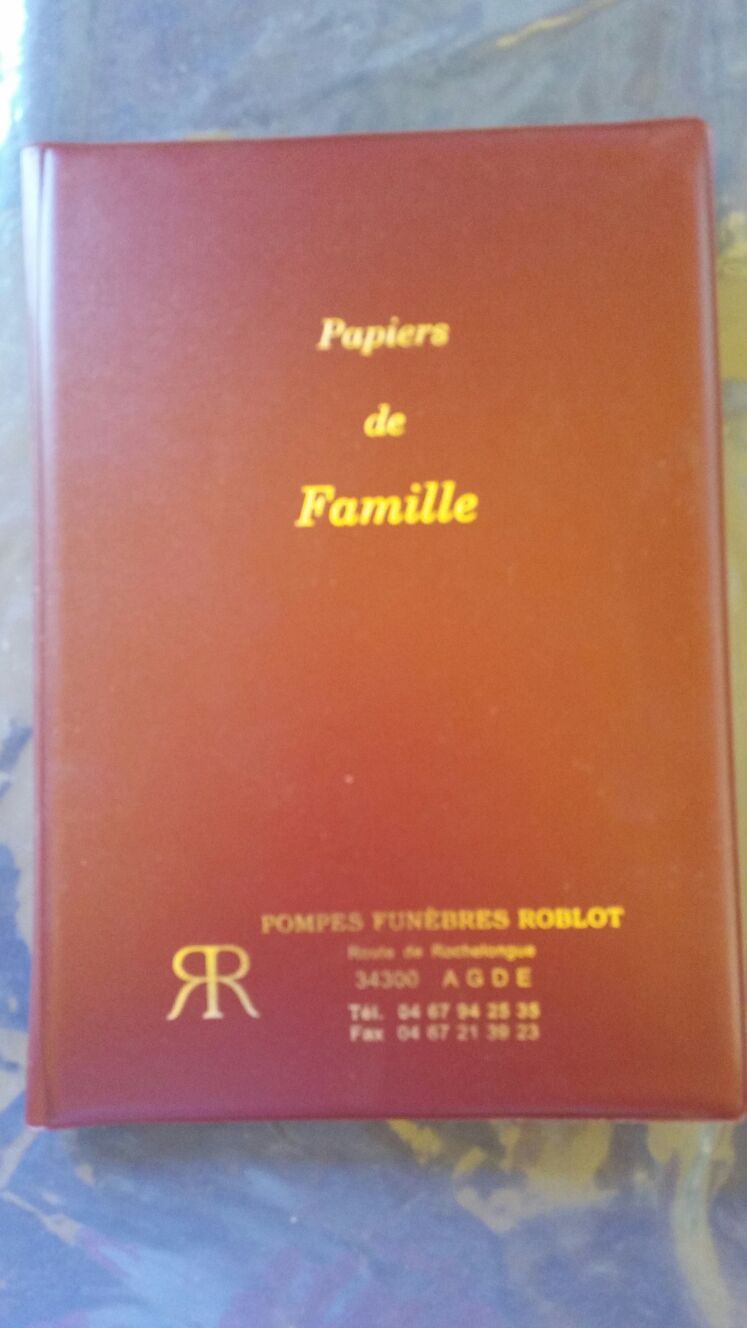 Papiers
de
Famille
POMPES FUNÈBRES ROBLOT
Route de Rochelongue
34300 AGDE
Tél. 04 67 94 25 35
Fax 04 67 21 39 23
RR